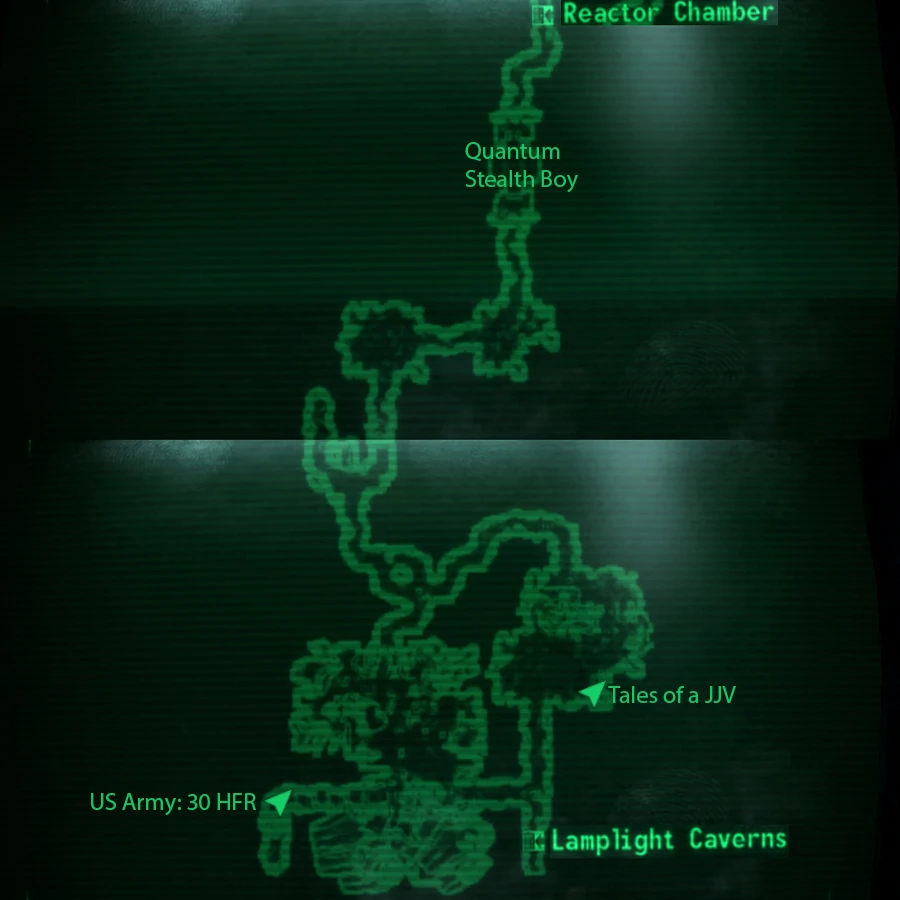 Reactor Chamber
Quantum
Stealth Boy
Tales of a JJV
US Army: 30 HFR
Lamplight Caverns